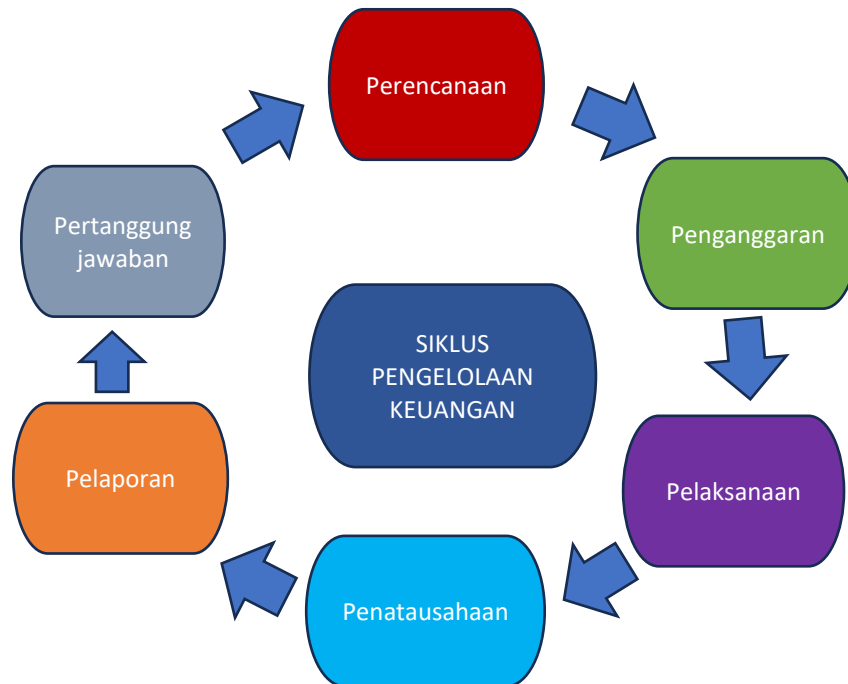 Perencanaan
Penganggaran
Pelaksanaan
Penatausahaan
Pelaporan
Pertanggung
jawaban
SIKLUS
PENGELOLAAN
KEUANGAN